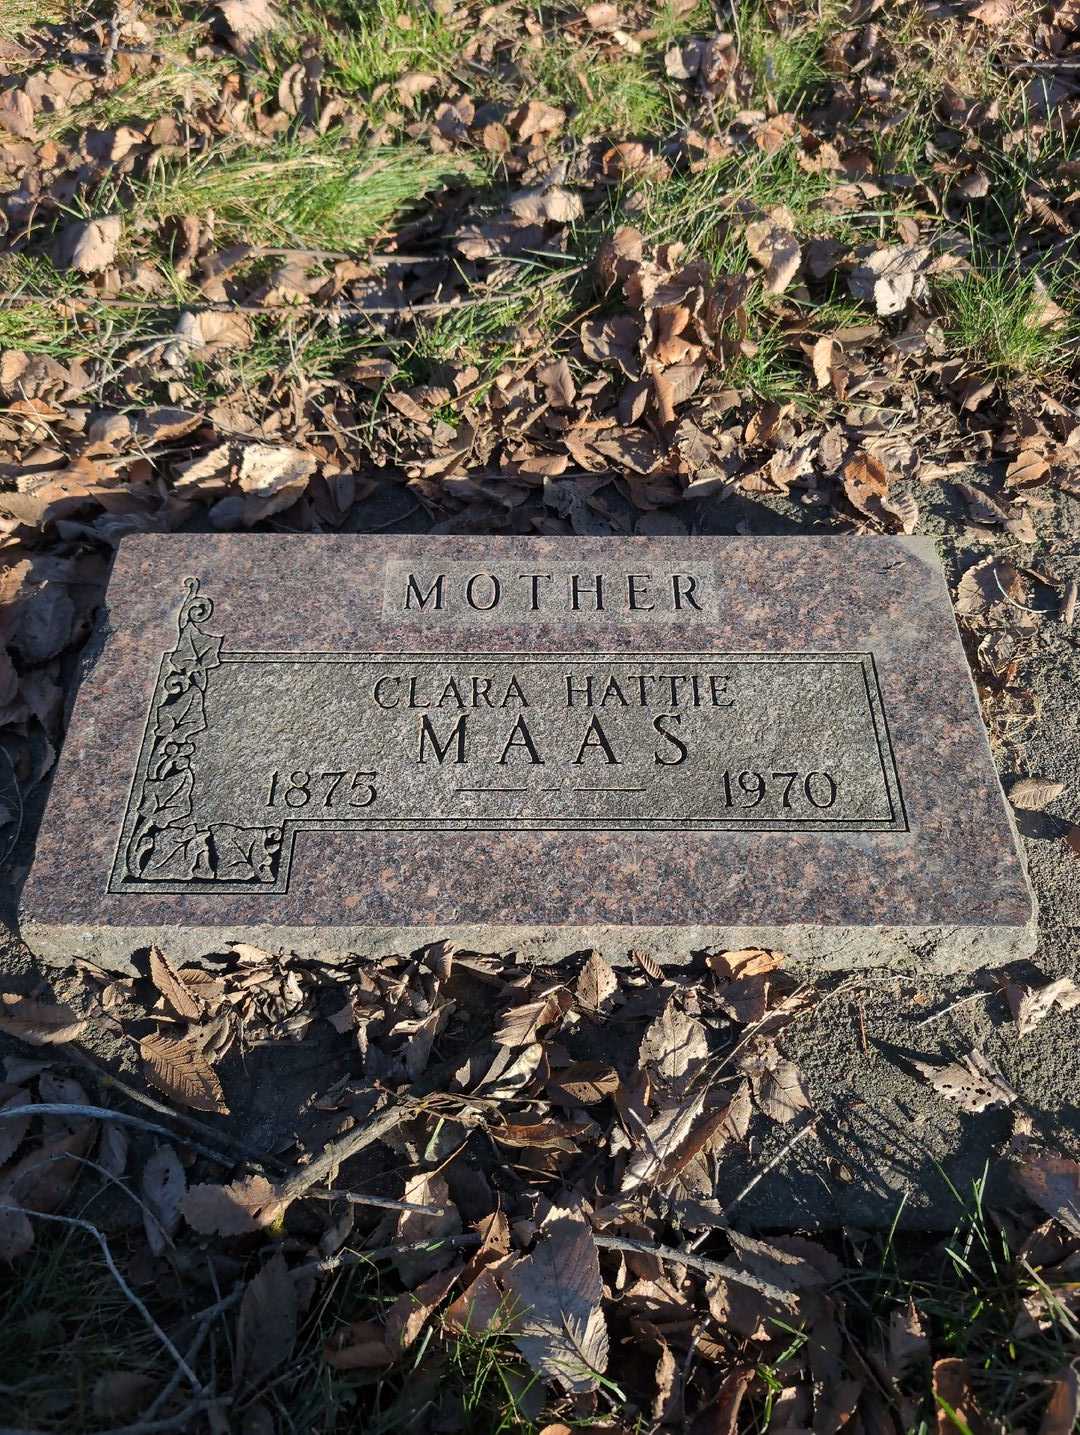 MOTHER
CLARA HATTIE
MAAS
1875 — - — 1970